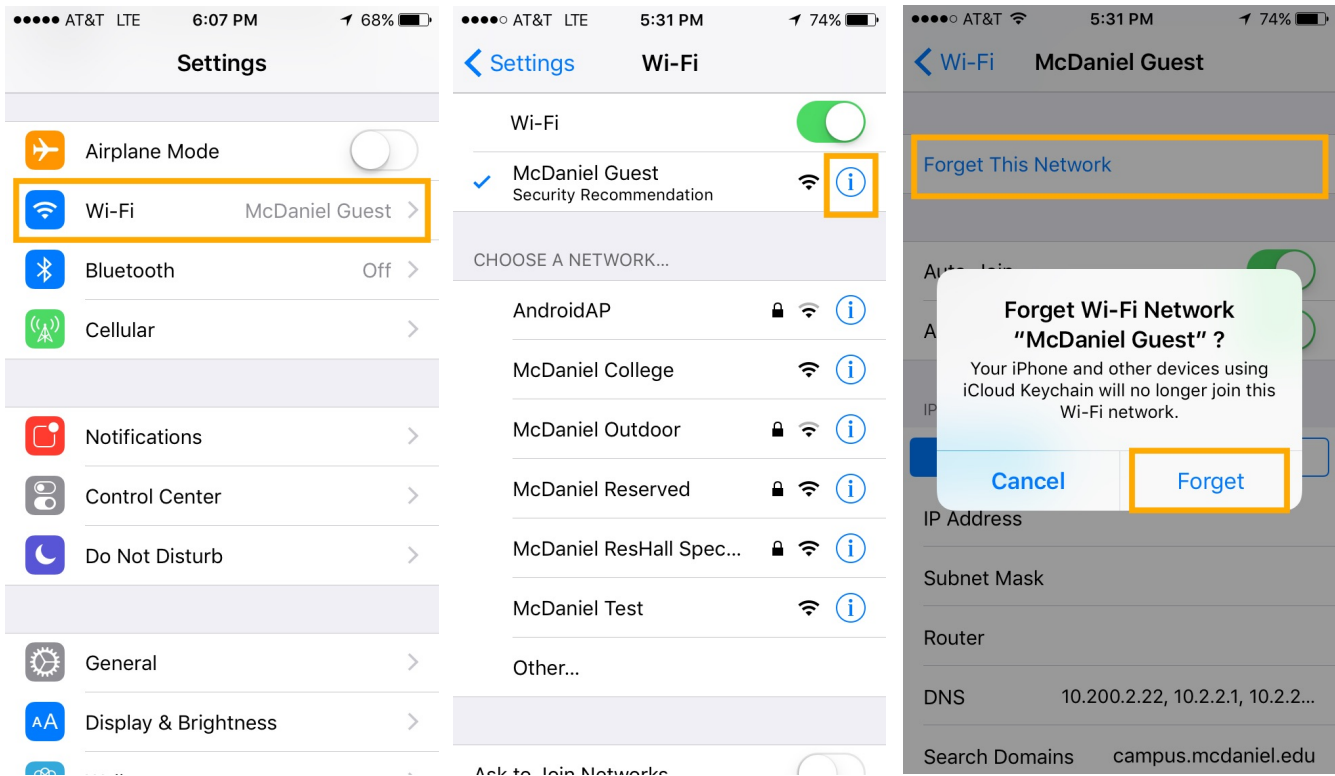 AT&T LTE 6:07 PM 68%
Settings
Airplane Mode
Wi-Fi McDaniel Guest
Bluetooth Off
Cellular
Notifications
Control Center
Do Not Disturb
General
AA Display & Brightness
AT&T LTE 5:31 PM 74%
Settings Wi-Fi
Wi-Fi
McDaniel Guest
Security Recommendation
CHOOSE A NETWORK...
AndroidAP
McDaniel College
McDaniel Outdoor
McDaniel Reserved
McDaniel ResHall Spec...
McDaniel Test
Other...
Ask to Join Networks
AT&T 5:31 PM 74%
Wi-Fi McDaniel Guest
Forget This Network
Auto-Join
Forget Wi-Fi Network
“McDaniel Guest” ?
Your iPhone and other devices using
iCloud Keychain will no longer join this
Wi-Fi network.
Cancel Forget
IP Address
Subnet Mask
Router
DNS 10.200.2.22, 10.2.2.1, 10.2.2...
Search Domains campus.mcdaniel.edu